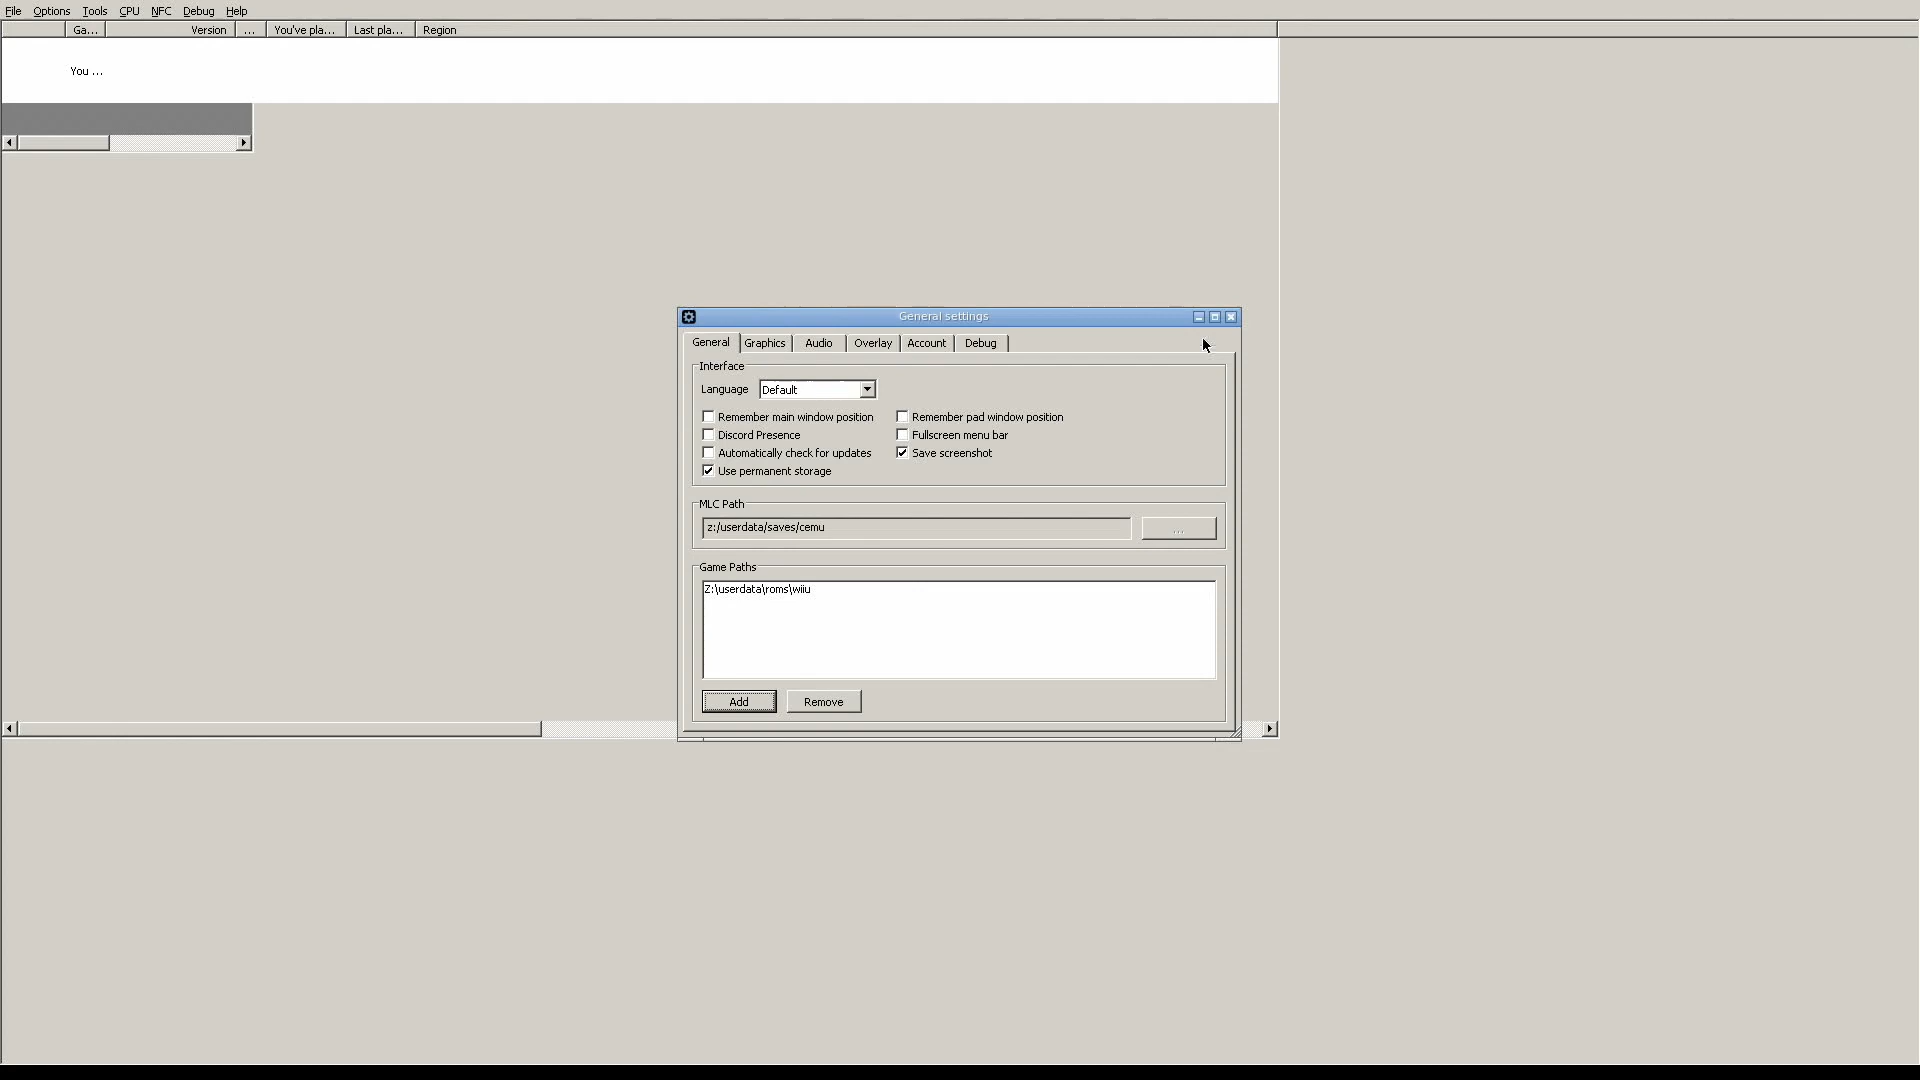 File Options Tools CPU NFC Debug Help
Ga... Version ... You've pla... Last pla... Region
You ...
General settings
General Graphics Audio Overlay Account Debug
Interface
Language Default
Remember main window position Remember pad window position
Discord Presence Fullscreen menu bar
Automatically check for updates Save screenshot
Use permanent storage
MLC Path
z:/userdata/saves/cemu ...
Game Paths
Z:\userdata\roms\wiiu
Add Remove